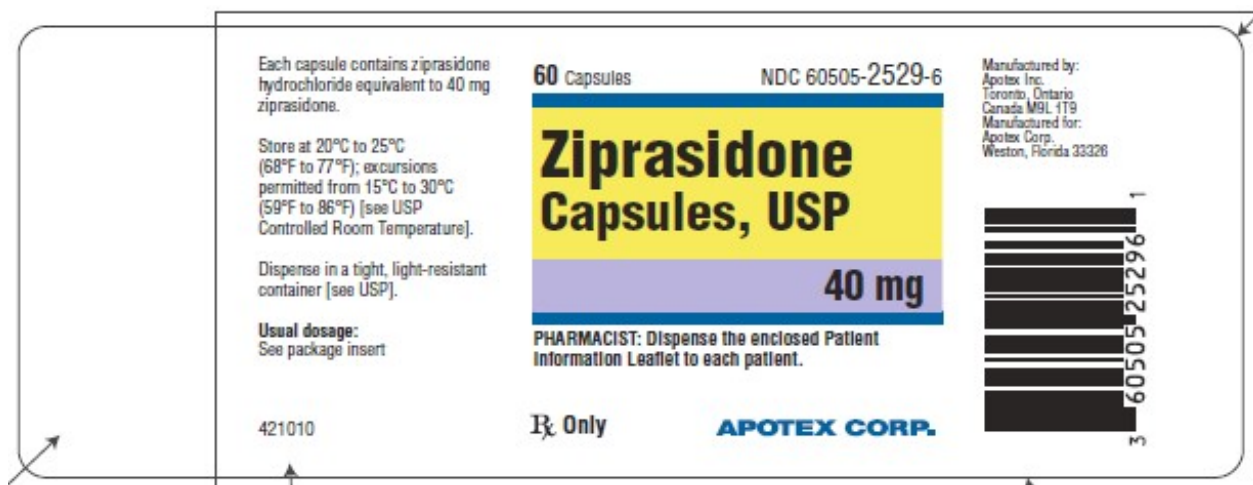 Each capsule contains ziprasidone
hydrochloride equivalent to 40 mg
ziprasidone.
Store at 20°C to 25°C
(68°F to 77°F); excursions
permitted from 15°C to 30°C
(59°F to 86°F) [see USP
Controlled Room Temperature].
Dispense in a tight, light-resistant
container [see USP].
Usual dosage:
See package insert
421010
60 Capsules NDC 60505-2529-6
Ziprasidone
Capsules, USP
40 mg
PHARMACIST: Dispense the enclosed Patient
Information Leaflet to each patient.
℞ Only
APOTEX CORP.
Manufactured by:
Apotex Inc.
Toronto, Ontario
Canada M9L 1T9
Manufactured for:
Apotex Corp.
Weston, Florida 33326
3 60505 25296 1